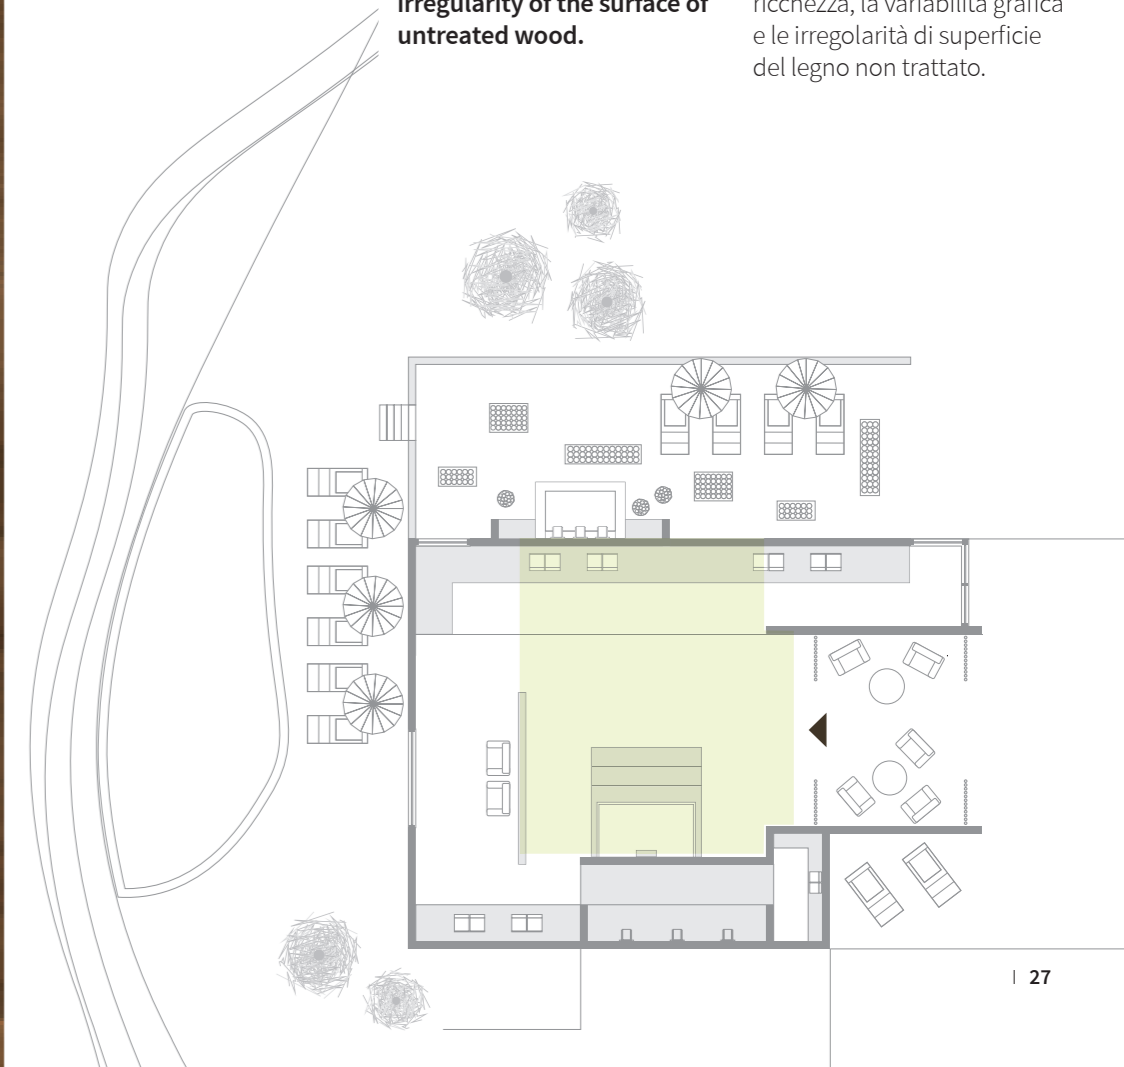 irregularity of the surface of
untreated wood.
ricchezza, la variabilità grafica
e le irregolarità di superficie
del legno non trattato.
27